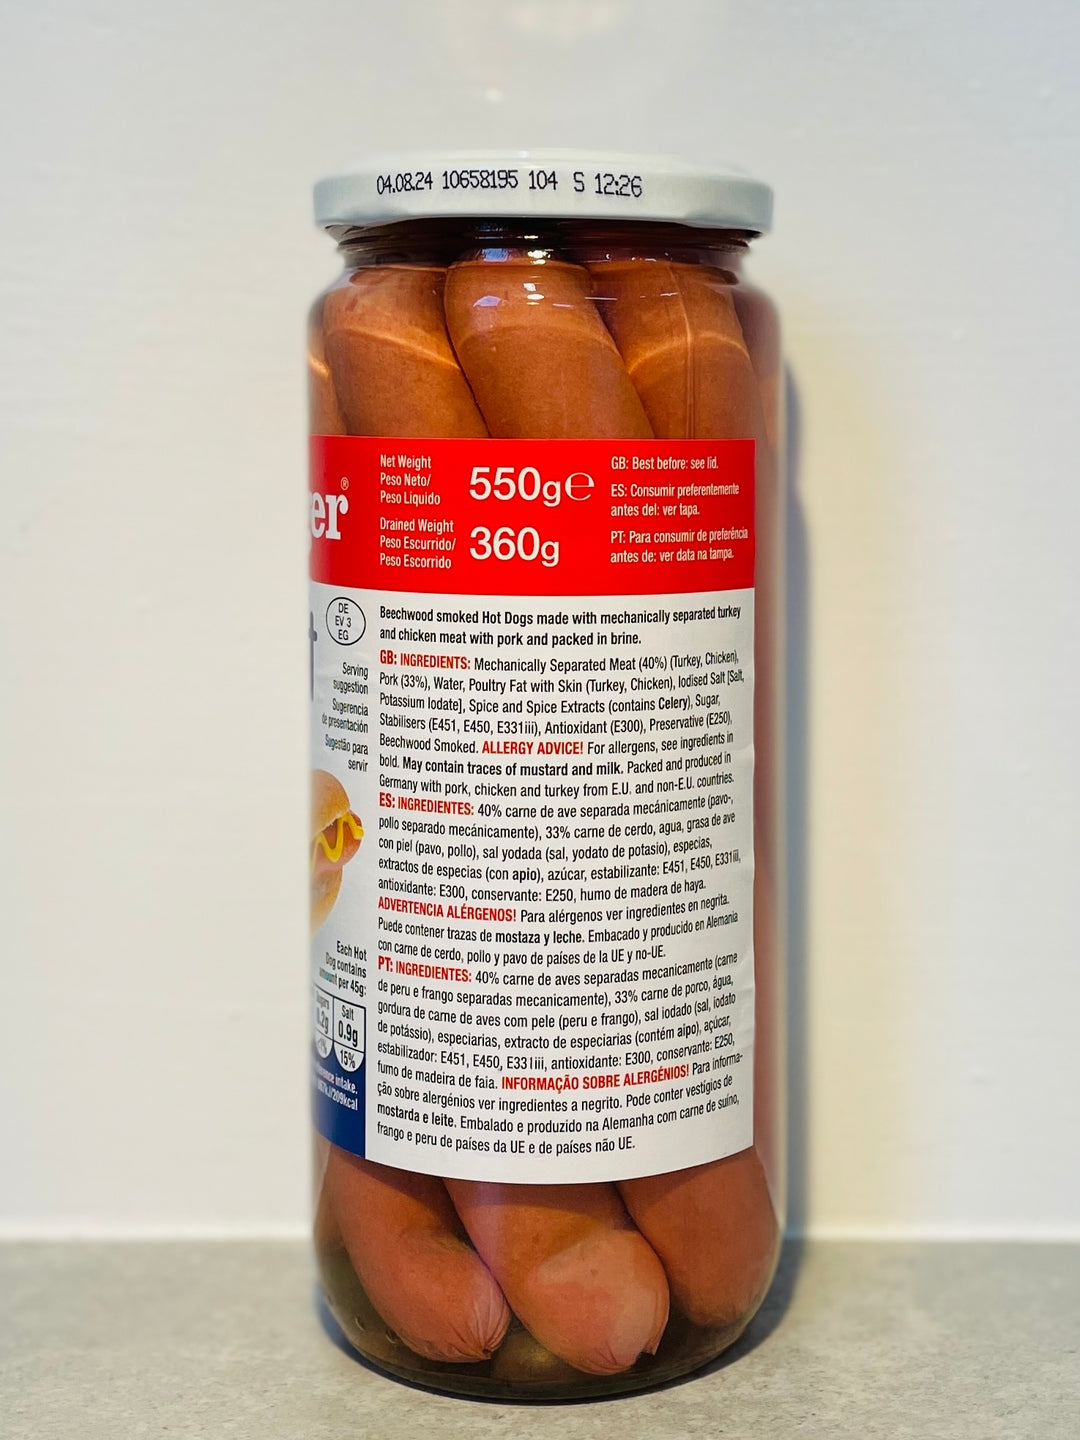 04.08.24 10658195 104 S 12:26
er®
Net Weight
Peso Neto/
Peso Liquido
550g℮
Drained Weight
Peso Escurrido/
Peso Escorrido
360g
GB: Best before: see lid.
ES: Consumir preferentemente
antes del: ver tapa.
PT: Para consumir de preferência
antes de: ver data na tampa.
DE
EV 3
EG
Serving
suggestion
Sugerencia
de presentación
Sugestão para
servir
Beechwood smoked Hot Dogs made with mechanically separated turkey
and chicken meat with pork and packed in brine.
GB: INGREDIENTS: Mechanically Separated Meat (40%) (Turkey, Chicken),
Pork (33%), Water, Poultry Fat with Skin (Turkey, Chicken), Iodised Salt [Salt,
Potassium Iodate], Spice and Spice Extracts (contains Celery), Sugar,
Stabilisers (E451, E450, E331iii), Antioxidant (E300), Preservative (E250),
Beechwood Smoked. ALLERGY ADVICE! For allergens, see ingredients in
bold. May contain traces of mustard and milk. Packed and produced in
Germany with pork, chicken and turkey from E.U. and non-E.U. countries.
ES: INGREDIENTES: 40% carne de ave separada mecánicamente (pavo-,
pollo separado mecánicamente), 33% carne de cerdo, agua, grasa de ave
con piel (pavo, pollo), sal yodada (sal, yodato de potasio), especias,
extractos de especias (con apio), azúcar, estabilizante: E451, E450, E331iii,
antioxidante: E300, conservante: E250, humo de madera de haya.
ADVERTENCIA ALÉRGENOS! Para alérgenos ver ingredientes en negrita.
Puede contener trazas de mostaza y leche. Embacado y producido en Alemania
con carne de cerdo, pollo y pavo de países de la UE y no-UE.
PT: INGREDIENTES: 40% carne de aves separadas mecanicamente (carne
de peru e frango separadas mecanicamente), 33% carne de porco, água,
gordura de carne de aves com pele (peru e frango), sal iodado (sal, iodato
de potássio), especiarias, extracto de especiarias (contém aipo), açúcar,
estabilizador: E451, E450, E331iii, antioxidante: E300, conservante: E250,
fumo de madeira de faia. INFORMAÇÃO SOBRE ALERGÉNIOS! Para informa-
ção sobre alergénios ver ingredientes a negrito. Pode conter vestígios de
mostarda e leite. Embalado e produzido na Alemanha com carne de suíno,
frango e peru de países da UE e de países não UE.
Each Hot
Dog contains
amount per 45g:
Salt
0.9g
15%
intake.
209kcal